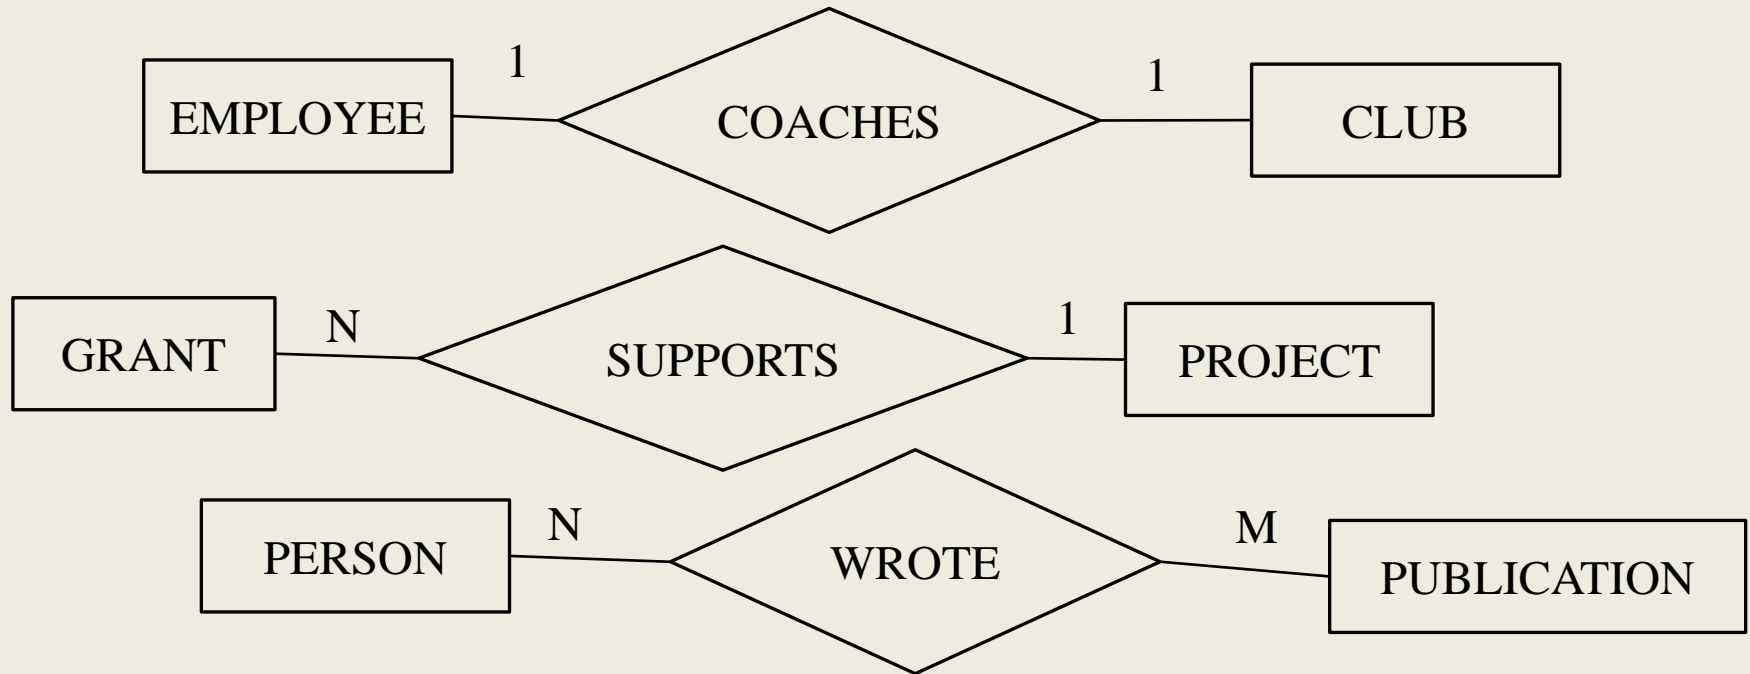 EMPLOYEE 1 COACHES 1 CLUB
GRANT N SUPPORTS 1 PROJECT
PERSON N WROTE M PUBLICATION